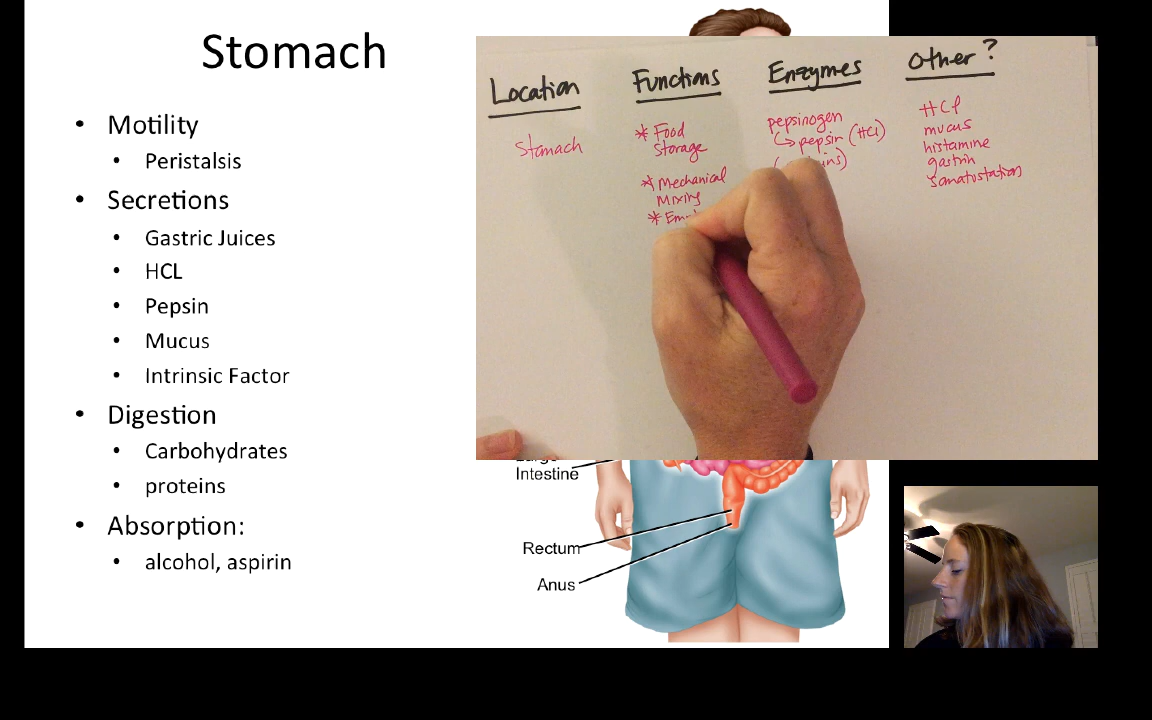 Stomach
• Motility
• Peristalsis
• Secretions
• Gastric Juices
• HCL
• Pepsin
• Mucus
• Intrinsic Factor
• Digestion
• Carbohydrates
• proteins
• Absorption:
• alcohol, aspirin
Location
Stomach
Functions
* Food
Storage
* Mechanical
Mixing
*
Enzymes
pepsinogen
↳ pepsin (HCl)
Other?
HCl
mucus
histamine
gastrin
Somatostation
Intestine
Rectum
Anus